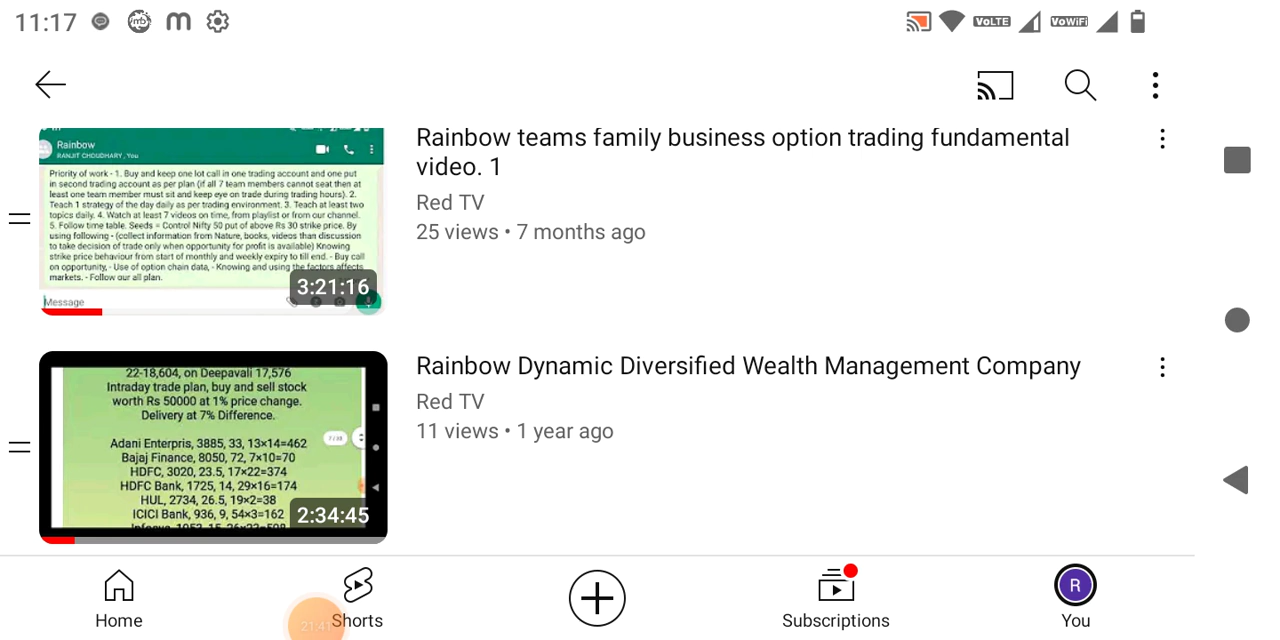 11:17
VoLTE
VoWiFi
Rainbow
RANJIT CHOUDHARY, You
Priority of work - 1. Buy and keep one lot call in one trading account and one put
in second trading account as per plan (if all 7 team members cannot seat then at
least one team member must sit and keep eye on trade during trading hours). 2.
Teach 1 strategy of the day daily as per trading environment. 3. Teach at least two
topics daily. 4. Watch at least 7 videos on time, from playlist or from our channel.
5. Follow time table. Seeds = Control Nifty 50 put of above Rs 30 strike price. By
using following - (collect information from Nature, books, videos than discussion
to take decision of trade only when opportunity for profit is available) Knowing
strike price behaviour from start of monthly and weekly expiry to till end. - Buy call
on opportunity, - Use of option chain data, - Knowing and using the factors affects
markets. - Follow our all plan.
Message
3:21:16
Rainbow teams family business option trading fundamental
video. 1
Red TV
25 views • 7 months ago
22-18,604, on Deepavali 17,576
Intraday trade plan, buy and sell stock
worth Rs 50000 at 1% price change.
Delivery at 7% Difference.
Adani Enterpris, 3885, 33, 13×14=462
Bajaj Finance, 8050, 72, 7×10=70
HDFC, 3020, 23.5, 17×22=374
HDFC Bank, 1725, 14, 29×16=174
HUL, 2734, 26.5, 19×2=38
ICICI Bank, 936, 9, 54×3=162
2:34:45
Rainbow Dynamic Diversified Wealth Management Company
Red TV
11 views • 1 year ago
Home
Shorts
Subscriptions
R
You
21:41